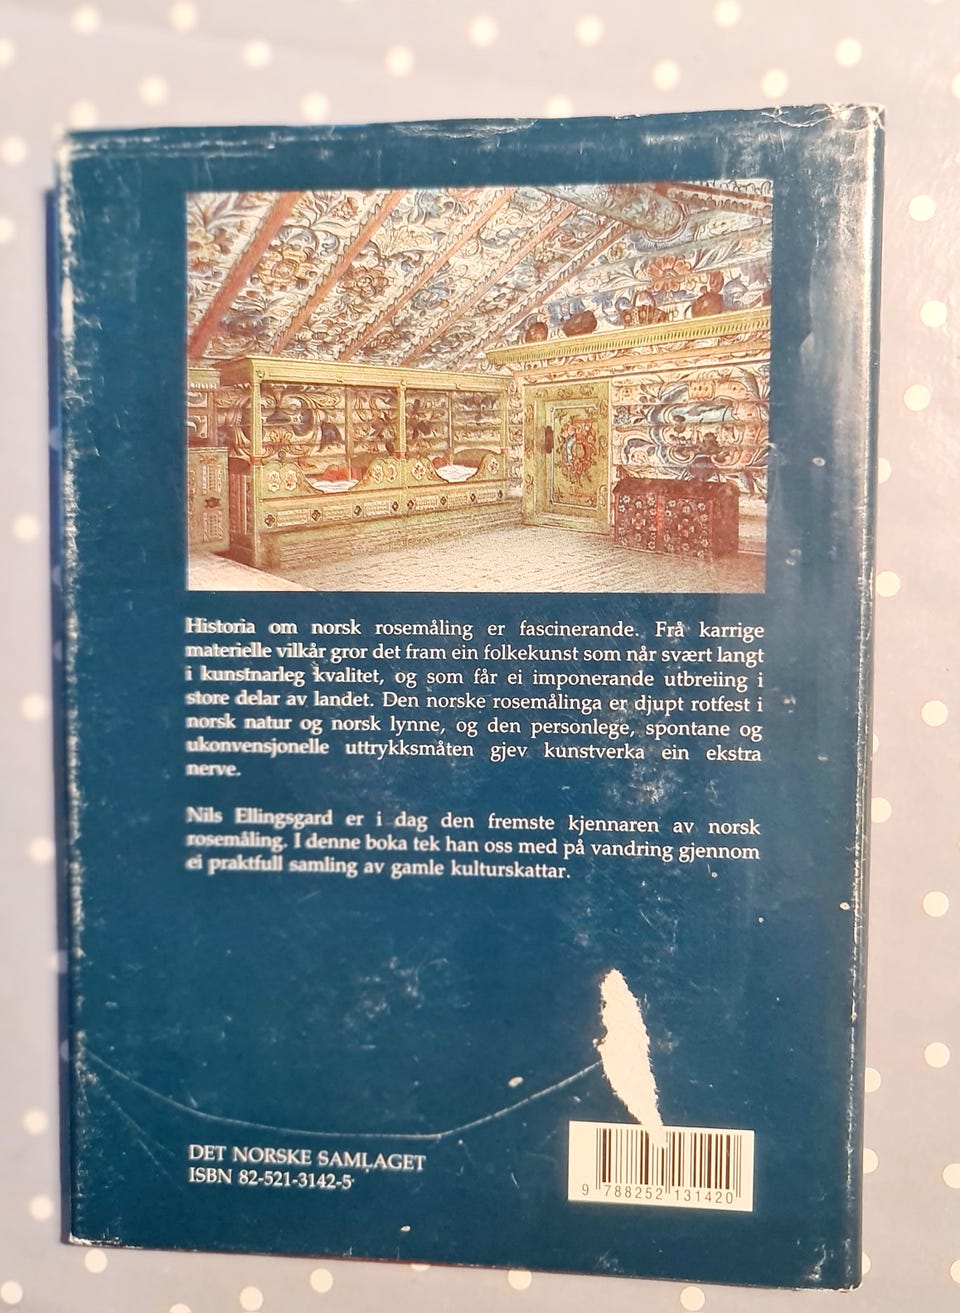 Historia om norsk rosemåling er fascinerande. Frå karrige
materielle vilkår gror det fram ein folkekunst som når svært langt
i kunstnarleg kvalitet, og som får ei imponerande utbreiing i
store delar av landet. Den norske rosemålinga er djupt rotfest i
norsk natur og norsk lynne, og den personlege, spontane og
ukonvensjonelle uttrykksmåten gjev kunstverka ein ekstra
nerve.
Nils Ellingsgard er i dag den fremste kjennaren av norsk
rosemåling. I denne boka tek han oss med på vandring gjennom
ei praktfull samling av gamle kulturskattar.
DET NORSKE SAMLAGET
ISBN 82-521-3142-5
9 788252 131420